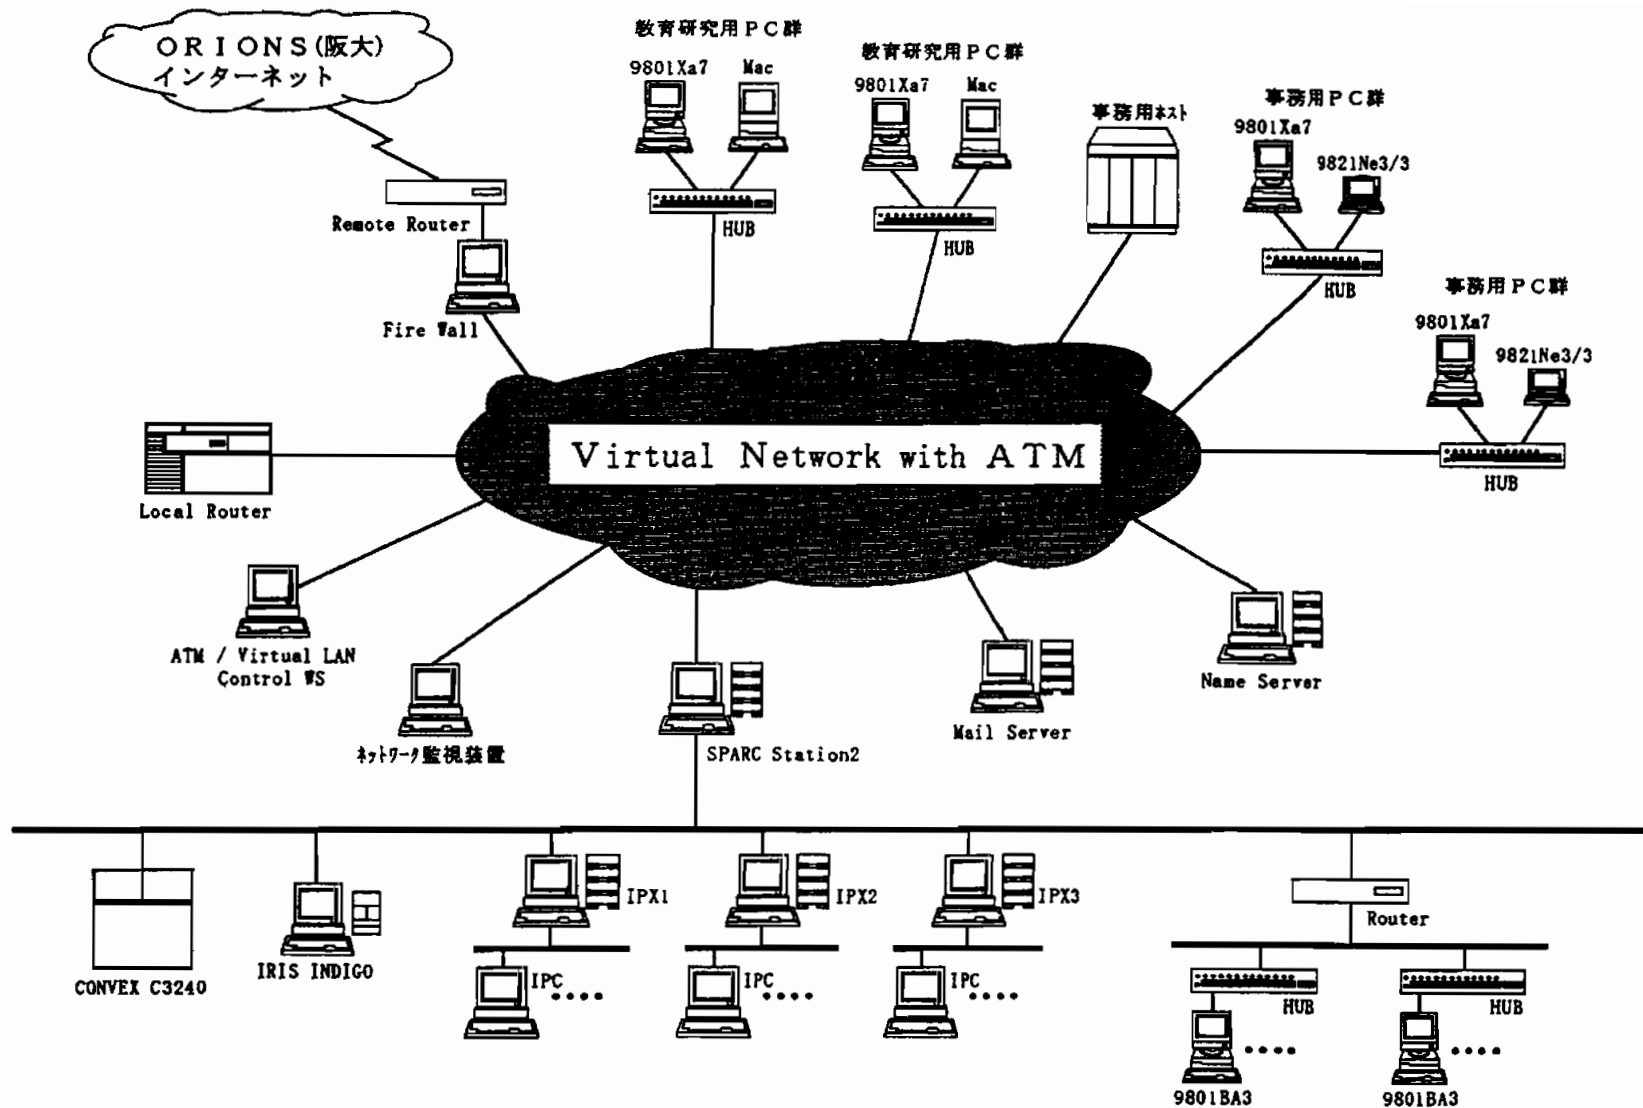 ＯＲＩＯＮＳ(阪大)
インターネット
教育研究用ＰＣ群
9801Xa7
Mac
教育研究用ＰＣ群
9801Xa7
Mac
事務用ホスト
事務用ＰＣ群
9801Xa7
9821Ne3/3
事務用ＰＣ群
9801Xa7
9821Ne3/3
Remote Router
HUB
HUB
HUB
HUB
Fire Wall
Virtual Network with ATM
Local Router
ATM / Virtual LAN
Control WS
ネットワーク監視装置
SPARC Station2
Mail Server
Name Server
CONVEX C3240
IRIS INDIGO
IPX1
IPX2
IPX3
Router
IPC
IPC
IPC
HUB
HUB
9801BA3
9801BA3